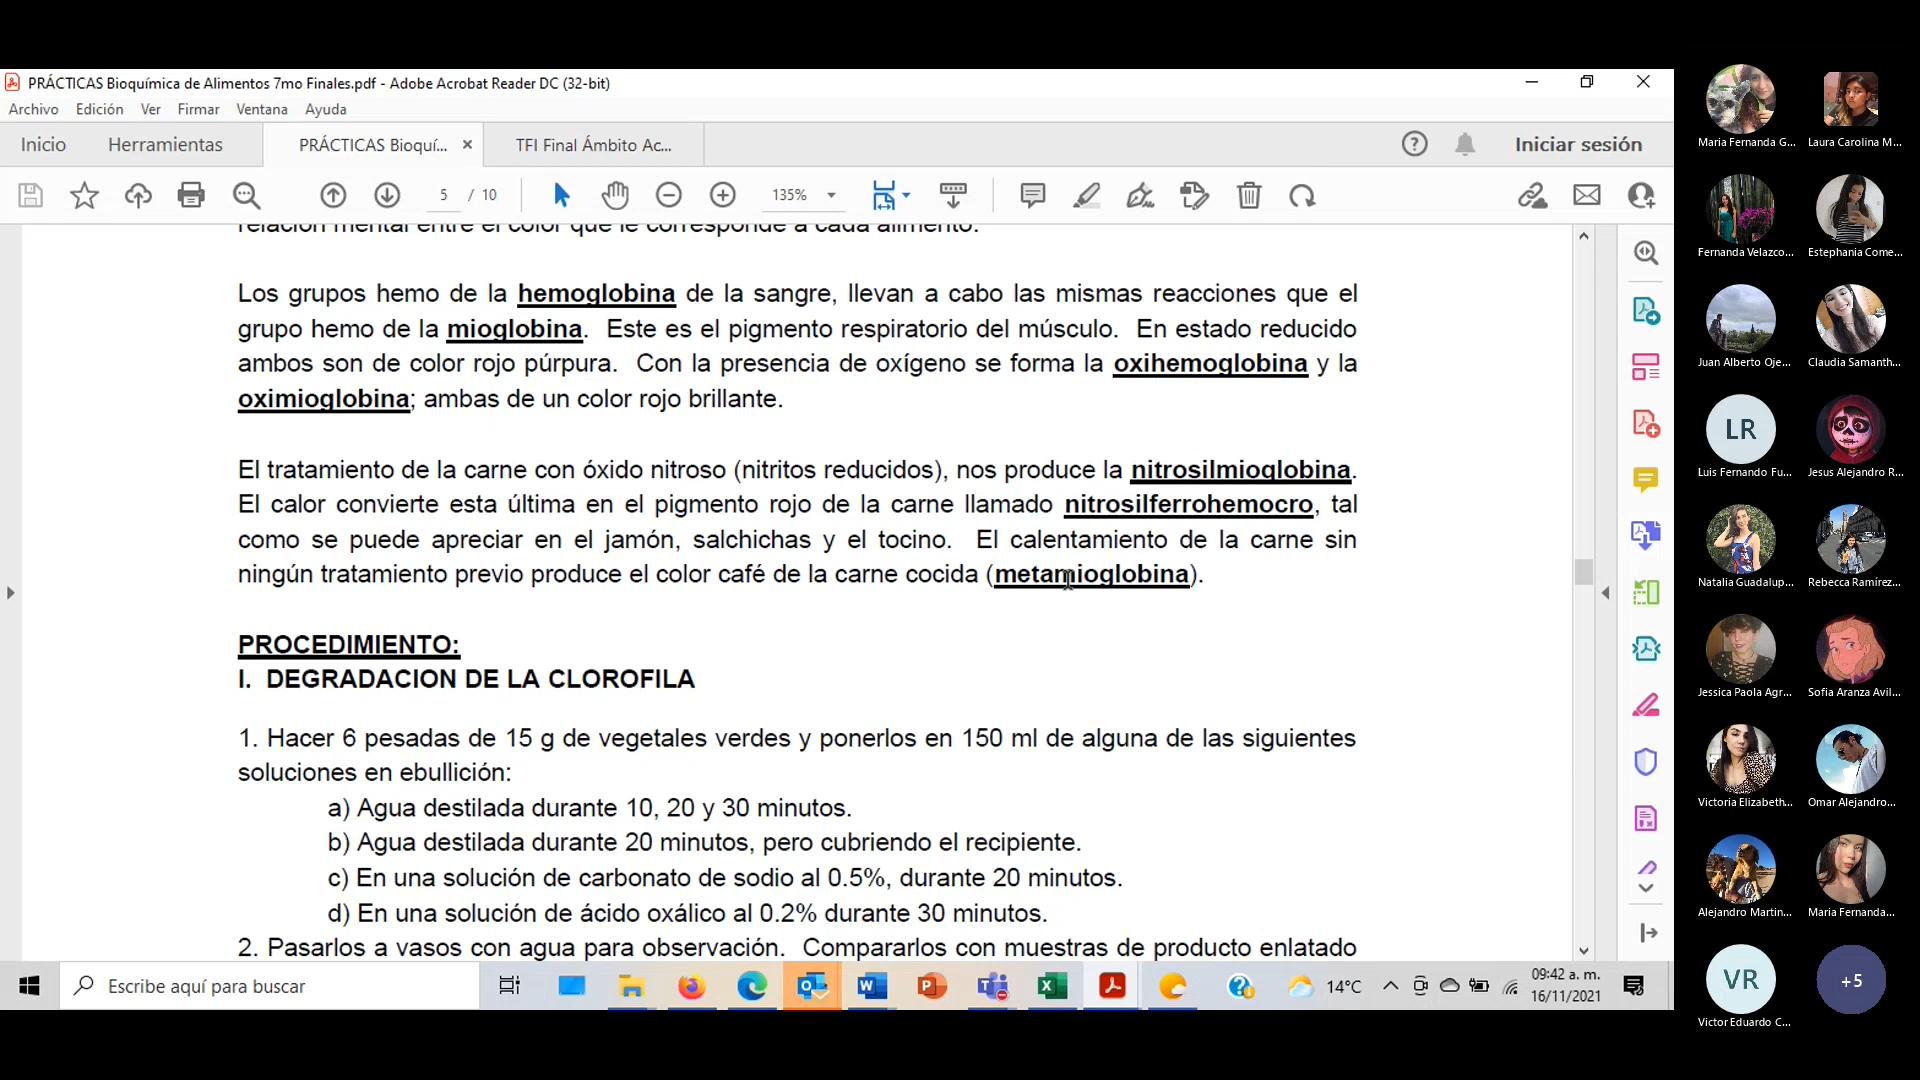 PRÁCTICAS Bioquímica de Alimentos 7mo Finales.pdf - Adobe Acrobat Reader DC (32-bit)
Archivo Edición Ver Firmar Ventana Ayuda
Inicio Herramientas PRÁCTICAS Bioquí... × TFI Final Ámbito Ac... Iniciar sesión
5 / 10 135%
relación mental entre el color que le corresponde a cada alimento.
Los grupos hemo de la hemoglobina de la sangre, llevan a cabo las mismas reacciones que el
grupo hemo de la mioglobina. Este es el pigmento respiratorio del músculo. En estado reducido
ambos son de color rojo púrpura. Con la presencia de oxígeno se forma la oxihemoglobina y la
oximioglobina; ambas de un color rojo brillante.
El tratamiento de la carne con óxido nitroso (nitritos reducidos), nos produce la nitrosilmioglobina.
El calor convierte esta última en el pigmento rojo de la carne llamado nitrosilferrohemocro, tal
como se puede apreciar en el jamón, salchichas y el tocino. El calentamiento de la carne sin
ningún tratamiento previo produce el color café de la carne cocida (metamioglobina).
PROCEDIMIENTO:
I. DEGRADACION DE LA CLOROFILA
1. Hacer 6 pesadas de 15 g de vegetales verdes y ponerlos en 150 ml de alguna de las siguientes
soluciones en ebullición:
a) Agua destilada durante 10, 20 y 30 minutos.
b) Agua destilada durante 20 minutos, pero cubriendo el recipiente.
c) En una solución de carbonato de sodio al 0.5%, durante 20 minutos.
d) En una solución de ácido oxálico al 0.2% durante 30 minutos.
2. Pasarlos a vasos con agua para observación. Compararlos con muestras de producto enlatado
Escribe aquí para buscar
14°C
09:42 a. m.
16/11/2021
Maria Fernanda G... Laura Carolina M...
Fernanda Velazco... Estephania Come...
Juan Alberto Oje... Claudia Samanth...
LR
Luis Fernando Fu... Jesus Alejandro R...
Natalia Guadalup... Rebecca Ramírez...
Jessica Paola Agr... Sofia Aranza Avil...
Victoria Elizabeth... Omar Alejandro...
Alejandro Martin... Maria Fernanda...
VR +5
Victor Eduardo C...